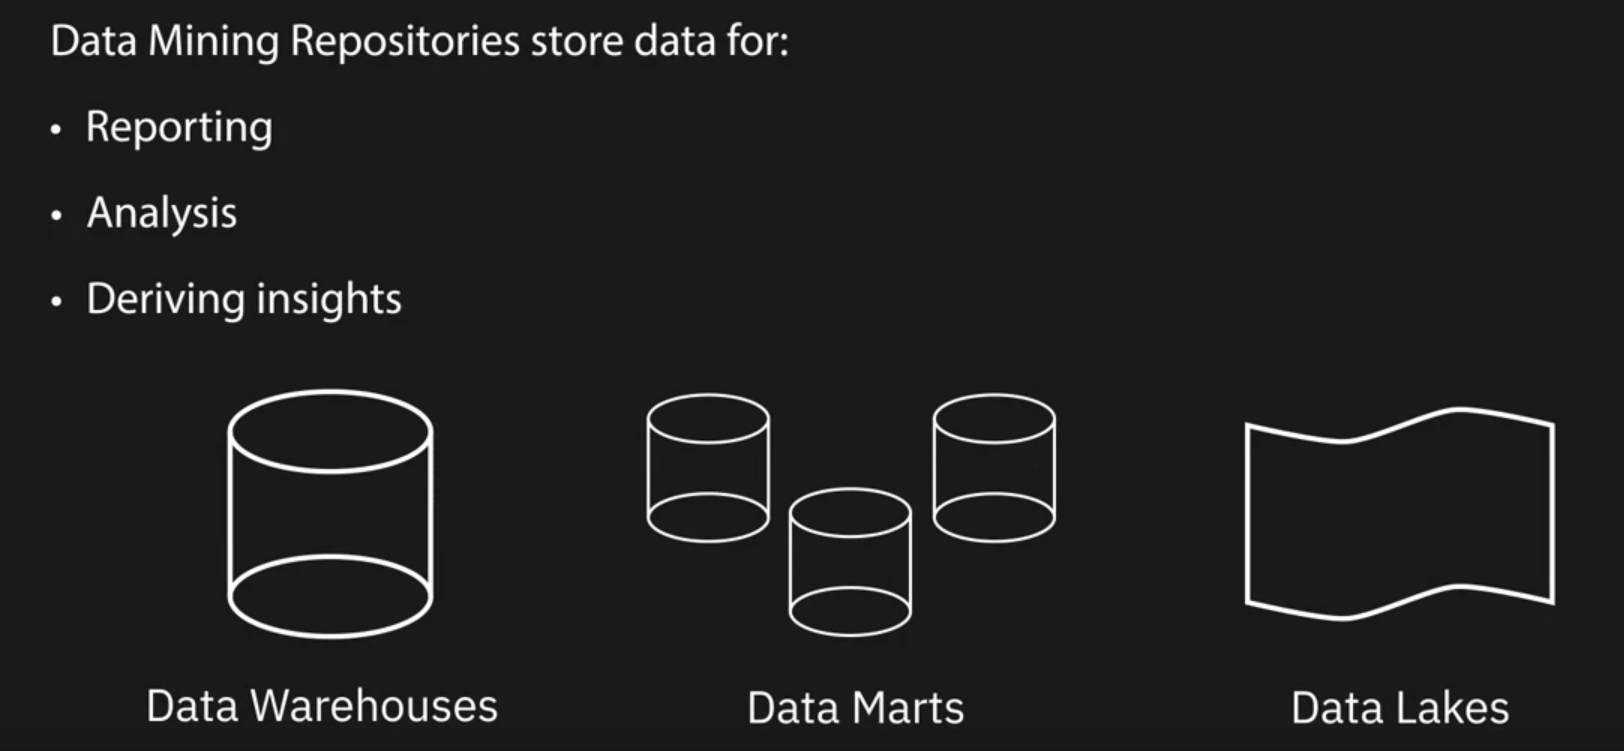 Data Mining Repositories store data for:
• Reporting
• Analysis
• Deriving insights
Data Warehouses
Data Marts
Data Lakes